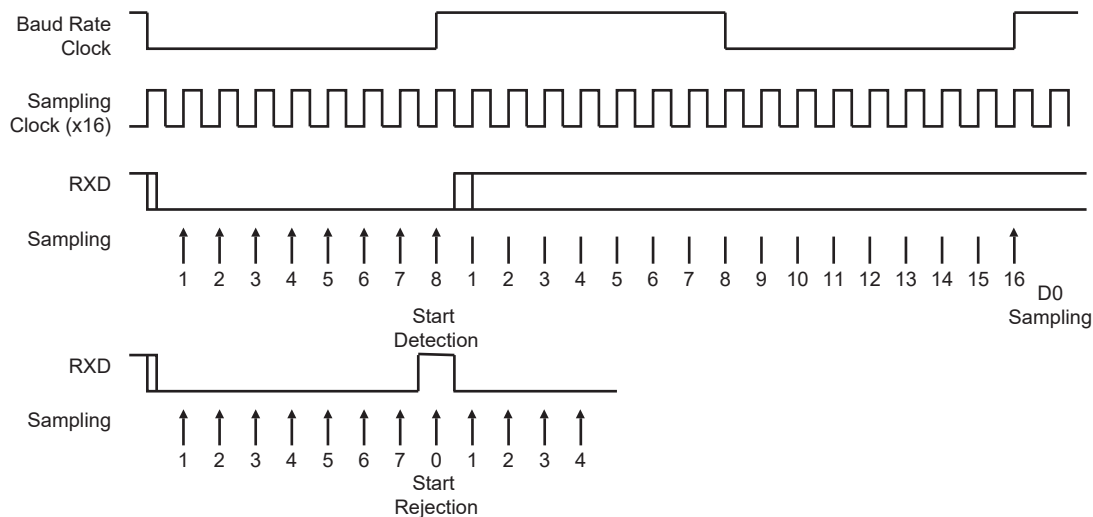 Baud Rate
Clock
Sampling
Clock (x16)
RXD
Sampling
1 2 3 4 5 6 7 8 1 2 3 4 5 6 7 8 9 10 11 12 13 14 15 16
D0
Sampling
Start
Detection
RXD
Sampling
1 2 3 4 5 6 7 0 1 2 3 4
Start
Rejection